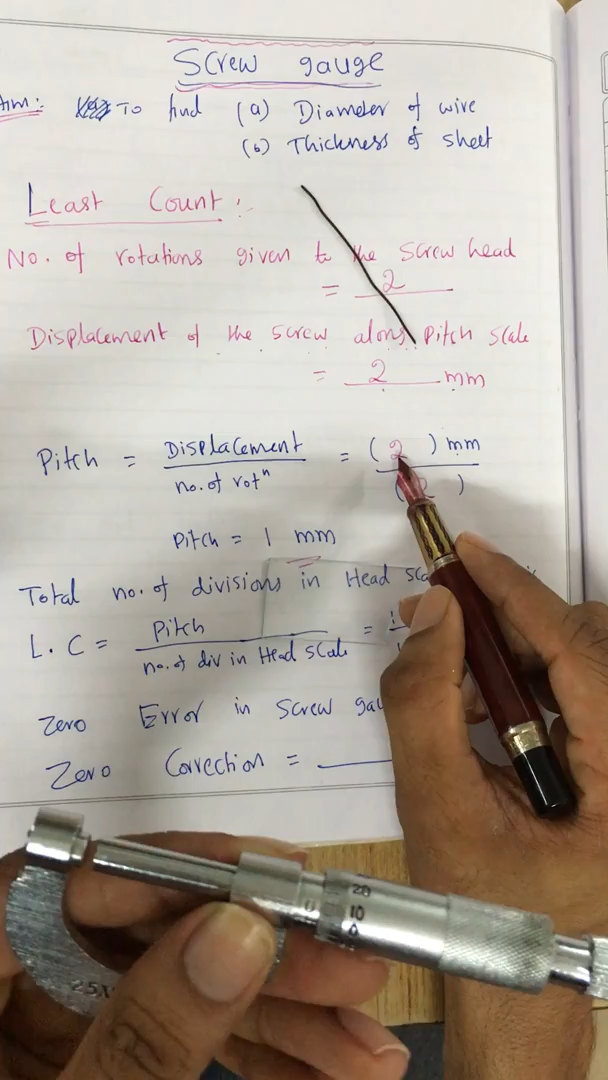 Screw gauge
Aim: To find (a) Diameter of wire
(b) Thickness of sheet
Least Count :-
No. of rotations given to the screw head
= 2
Displacement of the screw along Pitch scale
= 2 mm
Pitch = Displacement / no. of rotⁿ = (2) mm / ( )
Pitch = 1 mm
Total no. of divisions in Head
L.C = Pitch / no. of div in Head scale =
Zero Error in screw
Zero Correction = ___
20
10
0
0